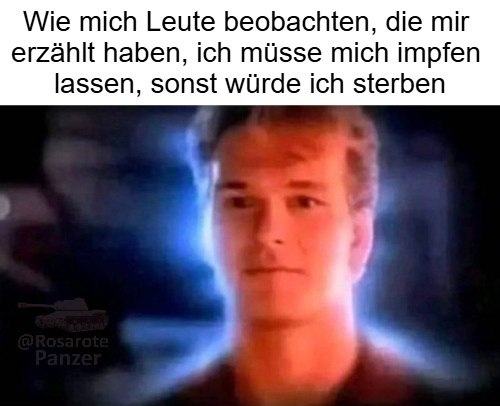 Wie mich Leute beobachten, die mir
erzählt haben, ich müsse mich impfen
lassen, sonst würde ich sterben
@Rosarote
Panzer